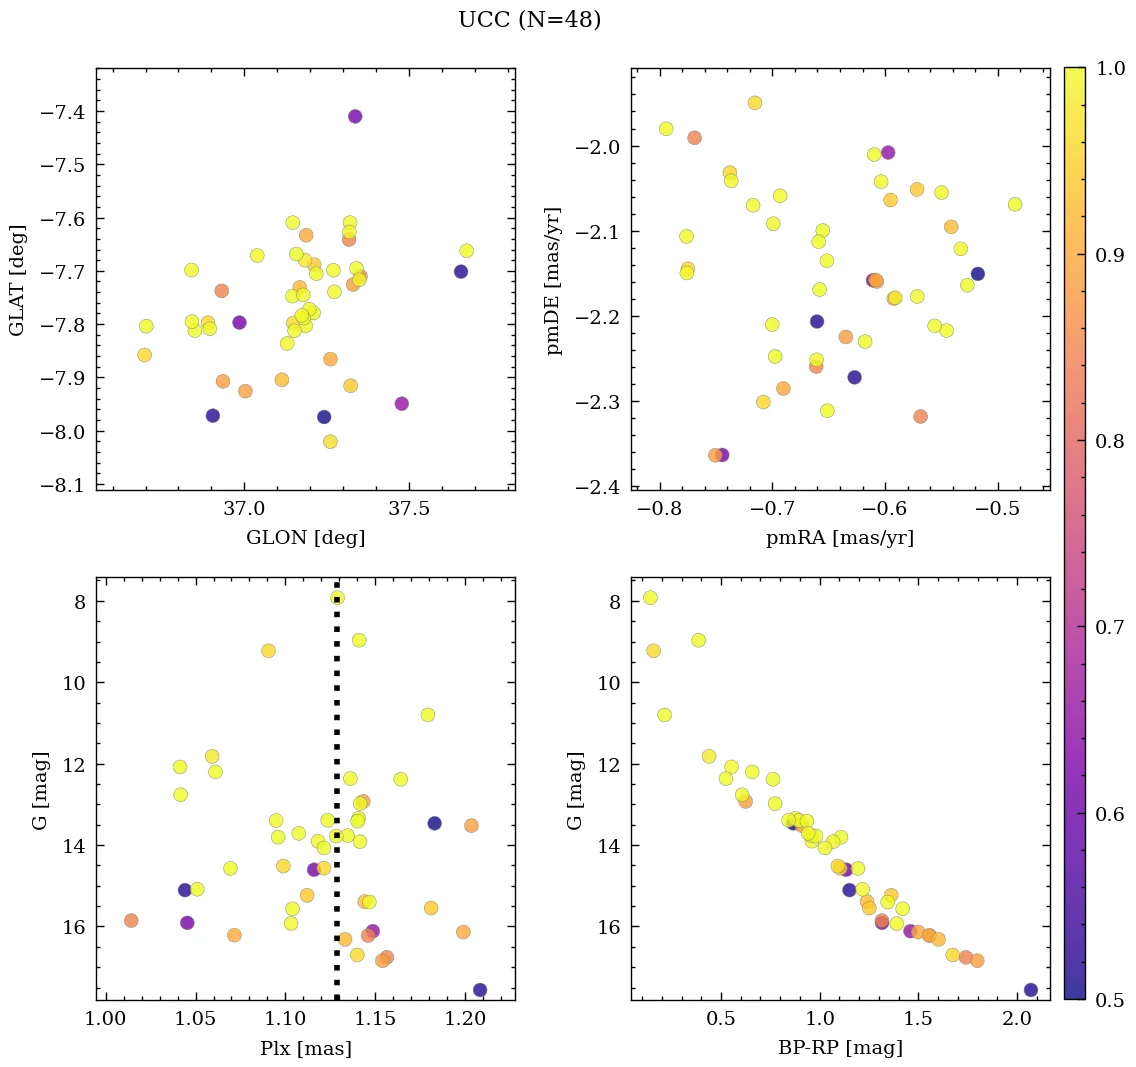 UCC (N=48)
−7.4
−7.5
−7.6
−7.7
−7.8
−7.9
−8.0
−8.1
GLAT [deg]
37.0 37.5
GLON [deg]
−2.0
−2.1
−2.2
−2.3
−2.4
pmDE [mas/yr]
−0.8 −0.7 −0.6 −0.5
pmRA [mas/yr]
8
10
12
14
16
G [mag]
1.00 1.05 1.10 1.15 1.20
Plx [mas]
8
10
12
14
16
G [mag]
0.5 1.0 1.5 2.0
BP-RP [mag]
1.0
0.9
0.8
0.7
0.6
0.5